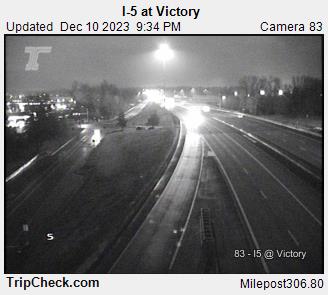 I-5 at Victory
Updated Dec 10 2023 9:34 PM Camera 83
T
S
83 - I5 @ Victory
TripCheck.com Milepost306.80